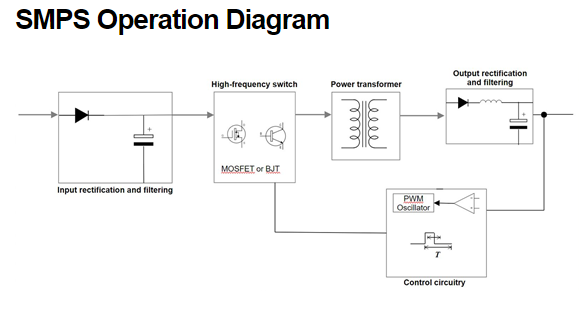 SMPS Operation Diagram
High-frequency switch
Power transformer
Output rectification
and filtering
MOSFET or BJT
Input rectification and filtering
PWM
Oscillator
T
Control circuitry